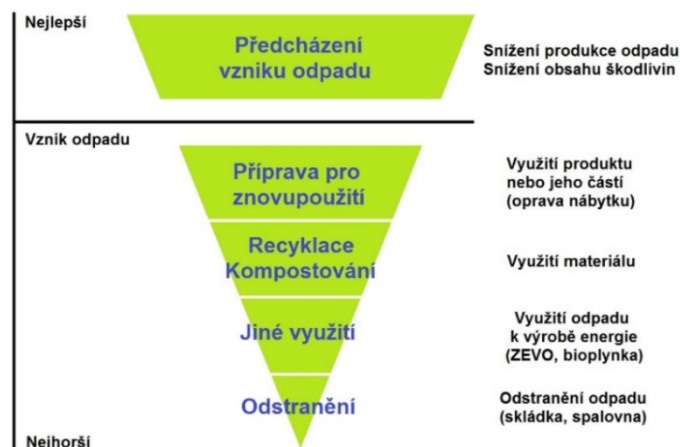 Nejlepší
Předcházení
vzniku odpadu
Snížení produkce odpadu
Snížení obsahu škodlivin
Vznik odpadu
Příprava pro
znovupoužití
Využití produktu
nebo jeho částí
(oprava nábytku)
Recyklace
Kompostování
Využití materiálu
Jiné využití
Využití odpadu
k výrobě energie
(ZEVO, bioplynka)
Odstranění
Odstranění odpadu
(skládka, spalovna)
Nejhorší